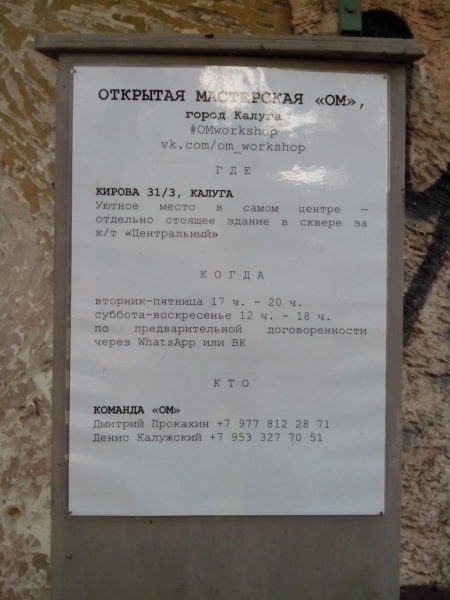 ОТКРЫТАЯ МАСТЕРСКАЯ «ОМ»,
город Калуга
#OMworkshop
vk.com/om_workshop
ГДЕ
КИРОВА 31/3, КАЛУГА
Уютное место в самом центре —
отдельно стоящее здание в сквере за
к/т «Центральный»
КОГДА
вторник-пятница 17 ч. - 20 ч.
суббота-воскресенье 12 ч. - 18 ч.
по предварительной договоренности
через WhatsApp или ВК
КТО
КОМАНДА «ОМ»
Дмитрий Прокахин +7 977 812 28 71
Денис Калужский +7 953 327 70 51